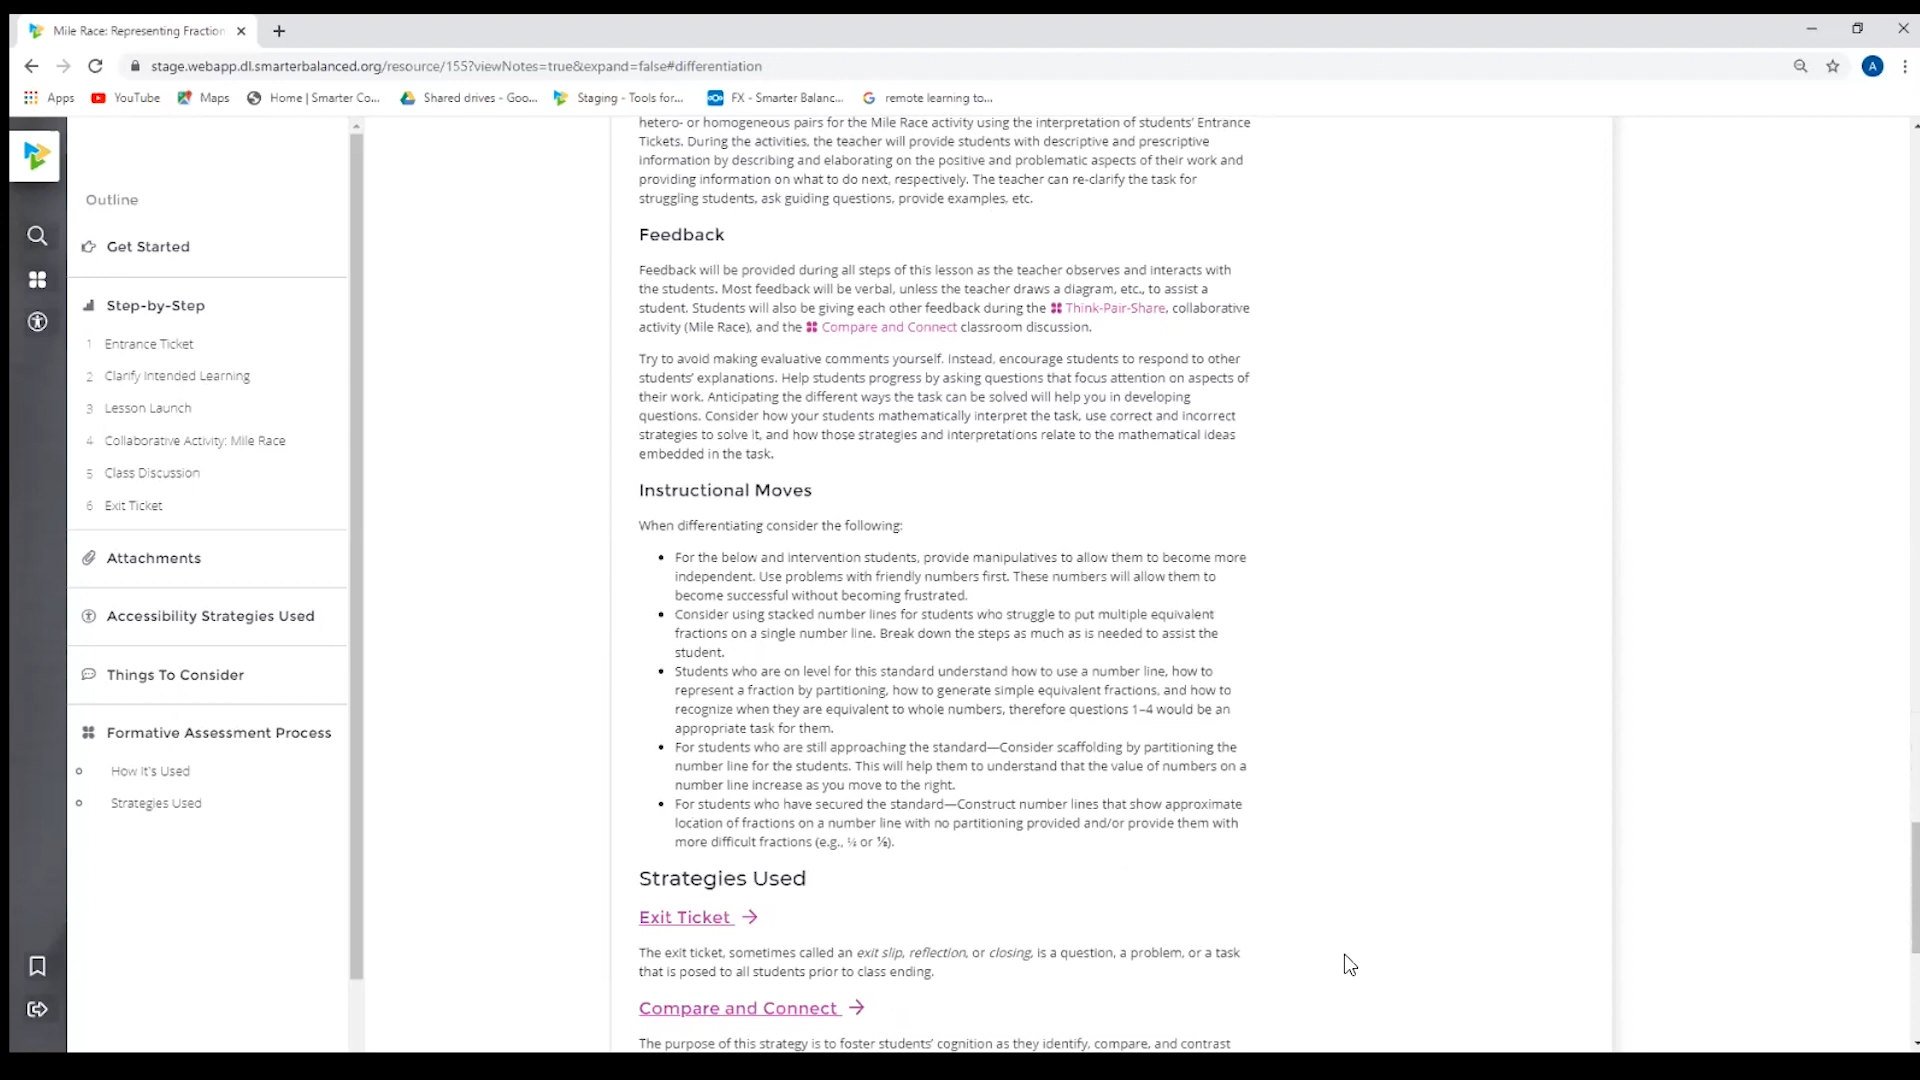 Mile Race: Representing Fraction
stage.webapp.dl.smarterbalanced.org/resource/155?viewNotes=true&expand=false#differentiation
A
Apps
YouTube
Maps
Home | Smarter Co...
Shared drives - Goo...
Staging - Tools for...
FX - Smarter Balanc...
remote learning to...
Outline
Get Started
Step-by-Step
1 Entrance Ticket
2 Clarify Intended Learning
3 Lesson Launch
4 Collaborative Activity: Mile Race
5 Class Discussion
6 Exit Ticket
Attachments
Accessibility Strategies Used
Things To Consider
Formative Assessment Process
How It's Used
Strategies Used
hetero- or homogeneous pairs for the Mile Race activity using the interpretation of students' Entrance
Tickets. During the activities, the teacher will provide students with descriptive and prescriptive
information by describing and elaborating on the positive and problematic aspects of their work and
providing information on what to do next, respectively. The teacher can re-clarify the task for
struggling students, ask guiding questions, provide examples, etc.
Feedback
Feedback will be provided during all steps of this lesson as the teacher observes and interacts with
the students. Most feedback will be verbal, unless the teacher draws a diagram, etc., to assist a
student. Students will also be giving each other feedback during the Think-Pair-Share, collaborative
activity (Mile Race), and the Compare and Connect classroom discussion.
Try to avoid making evaluative comments yourself. Instead, encourage students to respond to other
students' explanations. Help students progress by asking questions that focus attention on aspects of
their work. Anticipating the different ways the task can be solved will help you in developing
questions. Consider how your students mathematically interpret the task, use correct and incorrect
strategies to solve it, and how those strategies and interpretations relate to the mathematical ideas
embedded in the task.
Instructional Moves
When differentiating consider the following:
• For the below and intervention students, provide manipulatives to allow them to become more
independent. Use problems with friendly numbers first. These numbers will allow them to
become successful without becoming frustrated.
• Consider using stacked number lines for students who struggle to put multiple equivalent
fractions on a single number line. Break down the steps as much as is needed to assist the
student.
• Students who are on level for this standard understand how to use a number line, how to
represent a fraction by partitioning, how to generate simple equivalent fractions, and how to
recognize when they are equivalent to whole numbers, therefore questions 1–4 would be an
appropriate task for them.
• For students who are still approaching the standard—Consider scaffolding by partitioning the
number line for the students. This will help them to understand that the value of numbers on a
number line increase as you move to the right.
• For students who have secured the standard—Construct number lines that show approximate
location of fractions on a number line with no partitioning provided and/or provide them with
more difficult fractions (e.g., or ).
Strategies Used
Exit Ticket →
The exit ticket, sometimes called an exit slip, reflection, or closing, is a question, a problem, or a task
that is posed to all students prior to class ending.
Compare and Connect →
The purpose of this strategy is to foster students' cognition as they identify, compare, and contrast